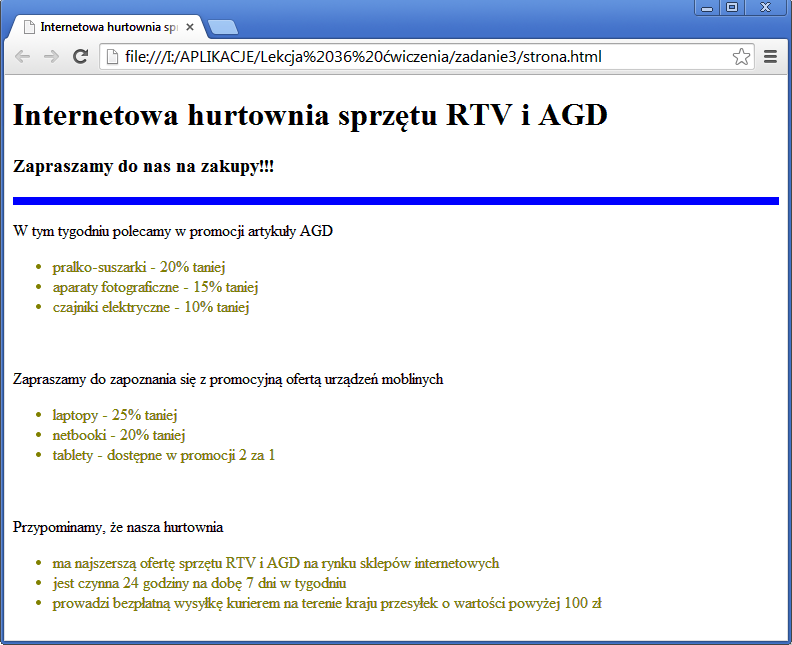 Internetowa hurtownia sp
file:///I:/APLIKACJE/Lekcja%2036%20ćwiczenia/zadanie3/strona.html
Internetowa hurtownia sprzętu RTV i AGD
Zapraszamy do nas na zakupy!!!
W tym tygodniu polecamy w promocji artykuły AGD
• pralko-suszarki - 20% taniej
• aparaty fotograficzne - 15% taniej
• czajniki elektryczne - 10% taniej
Zapraszamy do zapoznania się z promocyjną ofertą urządzeń moblinych
• laptopy - 25% taniej
• netbooki - 20% taniej
• tablety - dostępne w promocji 2 za 1
Przypominamy, że nasza hurtownia
• ma najszerszą ofertę sprzętu RTV i AGD na rynku sklepów internetowych
• jest czynna 24 godziny na dobę 7 dni w tygodniu
• prowadzi bezpłatną wysyłkę kurierem na terenie kraju przesyłek o wartości powyżej 100 zł